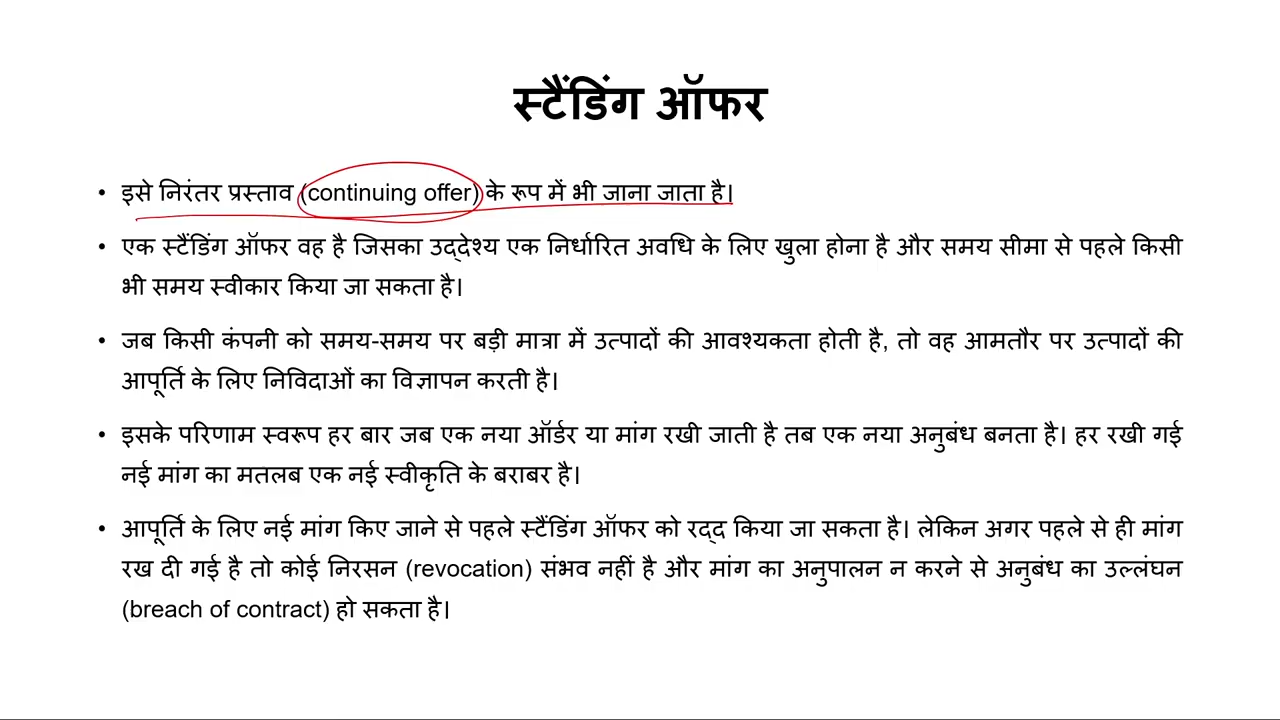 स्टैंडिंग ऑफर
• इसे निरंतर प्रस्ताव (continuing offer) के रूप में भी जाना जाता है।
• एक स्टैंडिंग ऑफर वह है जिसका उद्देश्य एक निर्धारित अवधि के लिए खुला होना है और समय सीमा से पहले किसी
भी समय स्वीकार किया जा सकता है।
• जब किसी कंपनी को समय-समय पर बड़ी मात्रा में उत्पादों की आवश्यकता होती है, तो वह आमतौर पर उत्पादों की
आपूर्ति के लिए निविदाओं का विज्ञापन करती है।
• इसके परिणाम स्वरूप हर बार जब एक नया ऑर्डर या मांग रखी जाती है तब एक नया अनुबंध बनता है। हर रखी गई
नई मांग का मतलब एक नई स्वीकृति के बराबर है।
• आपूर्ति के लिए नई मांग किए जाने से पहले स्टैंडिंग ऑफर को रद्द किया जा सकता है। लेकिन अगर पहले से ही मांग
रख दी गई है तो कोई निरसन (revocation) संभव नहीं है और मांग का अनुपालन न करने से अनुबंध का उल्लंघन
(breach of contract) हो सकता है।